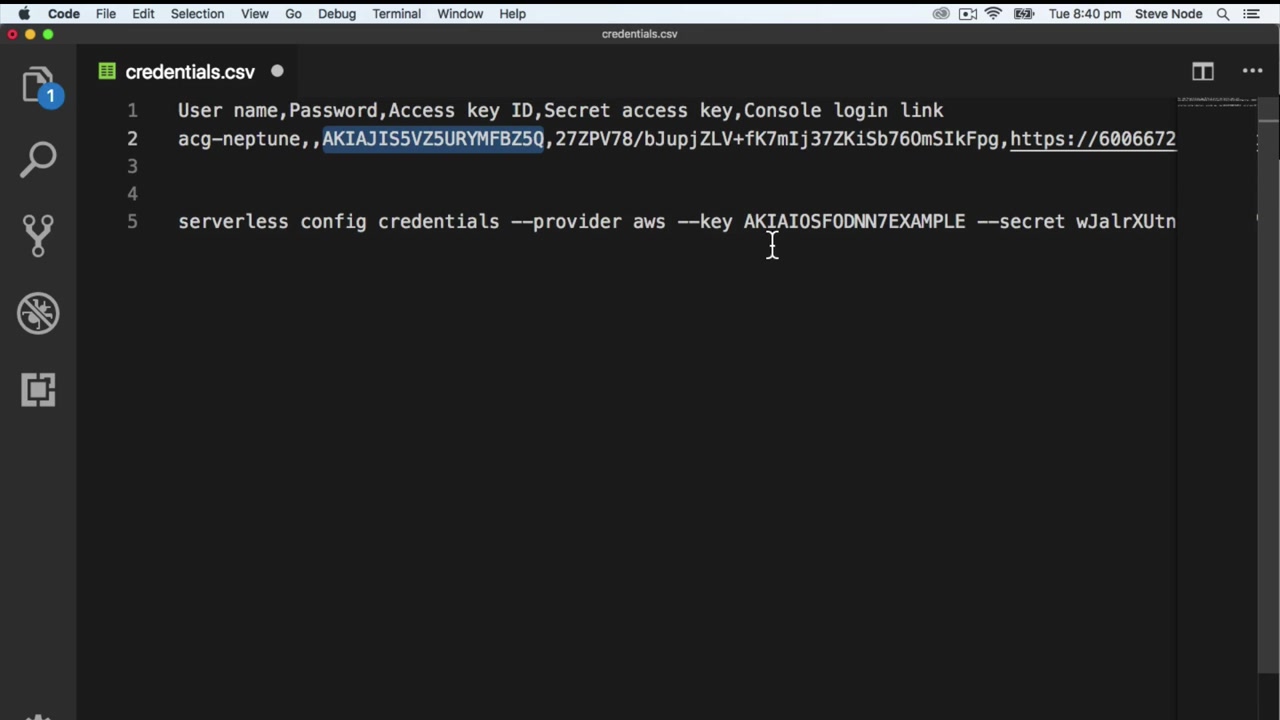 Code File Edit Selection View Go Debug Terminal Window Help Tue 8:40 pm Steve Node
credentials.csv
credentials.csv
1
1 User name,Password,Access key ID,Secret access key,Console login link
2 acg-neptune,,AKIAJIS5VZ5URYMFBZ5Q,27ZPV78/bJupjZLV+fK7mIj37ZKiSb76OmSIkFpg,https://6006672
3
4
5 serverless config credentials --provider aws --key AKIAIOSFODNN7EXAMPLE --secret wJalrXUtn